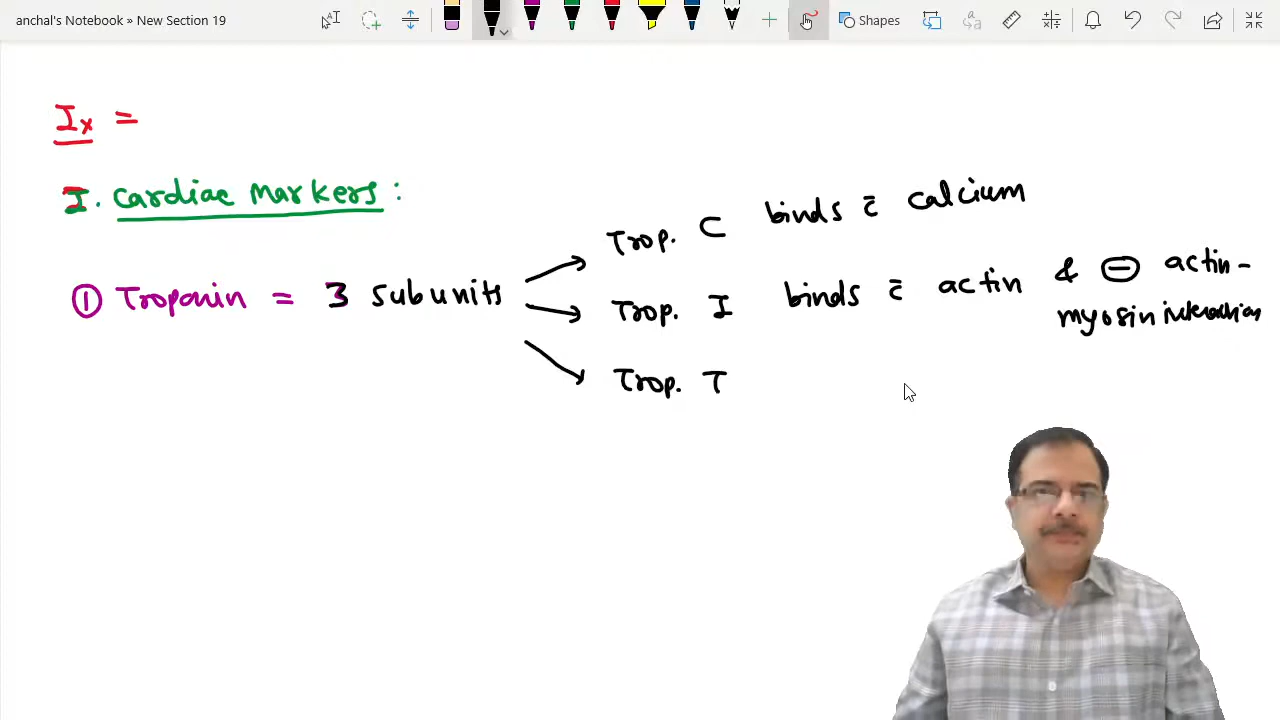 anchal's Notebook » New Section 19
Shapes
Ix =
I. Cardiac Markers:
① Troponin = 3 subunits
Trop. C binds c̄ calcium
Trop. I binds c̄ actin & ⊖ actin-
myosin interaction
Trop. T